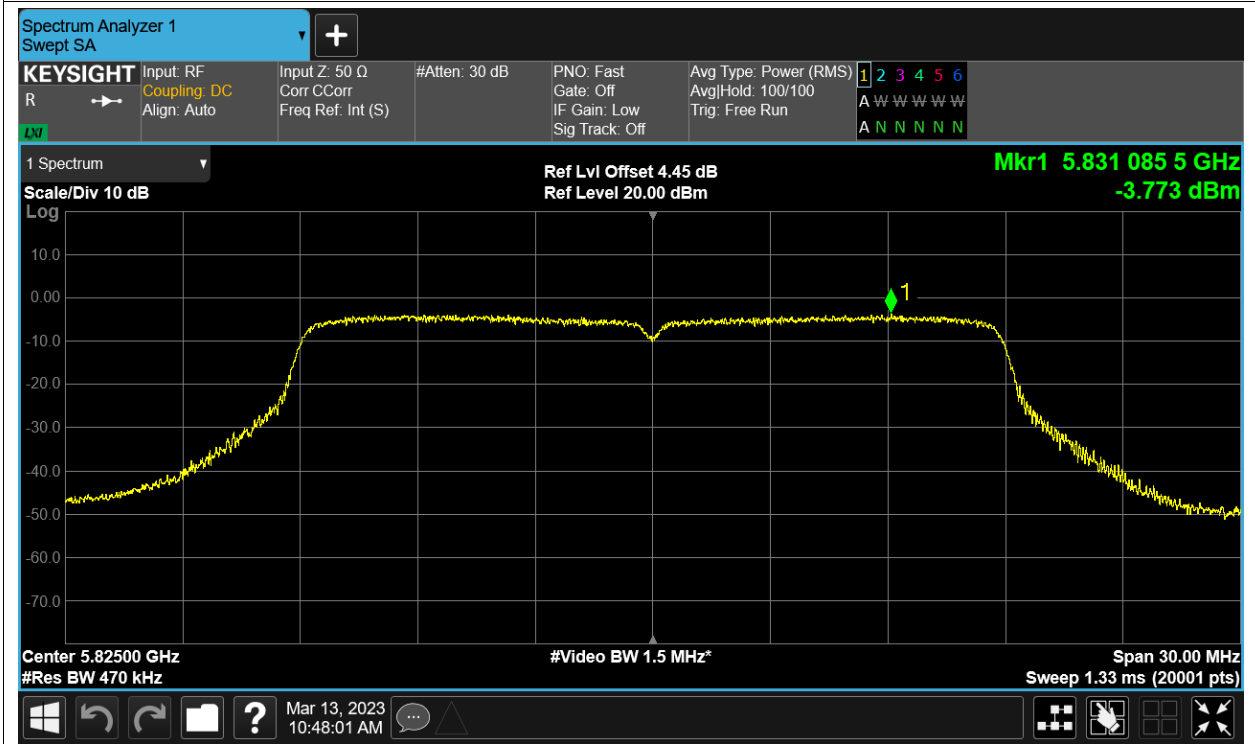 Spectrum Analyzer 1
Swept SA
KEYSIGHT
R
LXI
Input: RF
Coupling: DC
Align: Auto
Input Z: 50 Ω
Corr CCorr
Freq Ref: Int (S)
#Atten: 30 dB
PNO: Fast
Gate: Off
IF Gain: Low
Sig Track: Off
Avg Type: Power (RMS)
Avg|Hold: 100/100
Trig: Free Run
1 2 3 4 5 6
A W W W W W
A N N N N N
1 Spectrum
Scale/Div 10 dB
Log
Ref Lvl Offset 4.45 dB
Ref Level 20.00 dBm
Mkr1 5.831 085 5 GHz
-3.773 dBm
10.0
0.00
-10.0
-20.0
-30.0
-40.0
-50.0
-60.0
-70.0
1
Center 5.82500 GHz
#Res BW 470 kHz
#Video BW 1.5 MHz*
Span 30.00 MHz
Sweep 1.33 ms (20001 pts)
?
Mar 13, 2023
10:48:01 AM